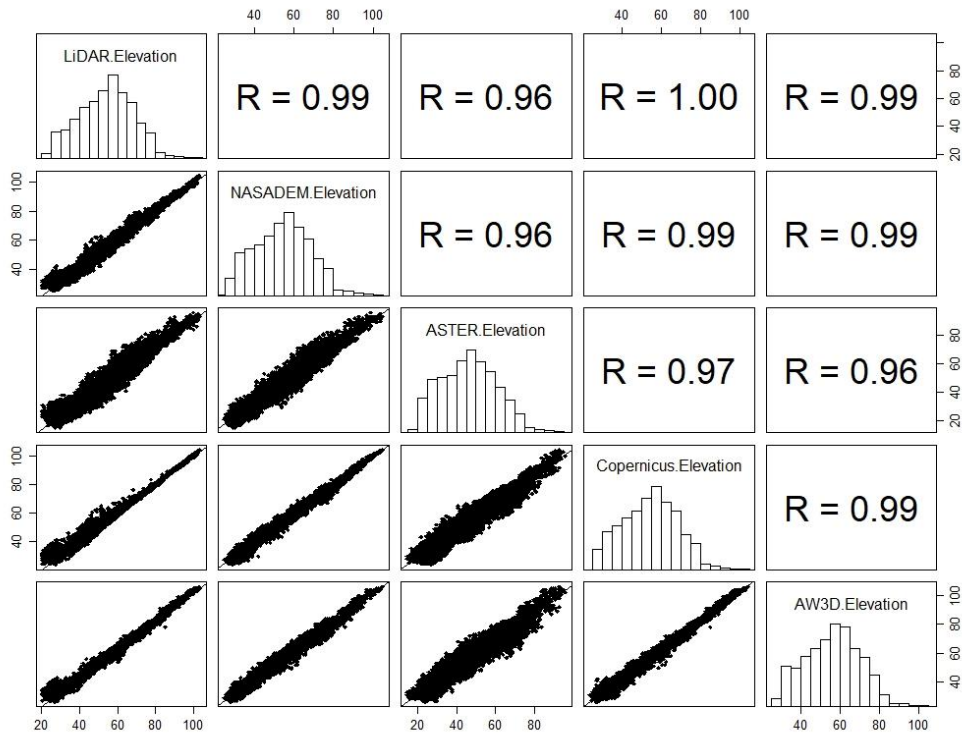 40 60 80 100 40 60 80 100
LiDAR.Elevation
R = 0.99
R = 0.96
R = 1.00
R = 0.99
20 40 60 80
40 60 80 100
NASADEM.Elevation
R = 0.96
R = 0.99
R = 0.99
ASTER.Elevation
R = 0.97
R = 0.96
20 40 60 80
40 60 80 100
Copernicus.Elevation
R = 0.99
AW3D.Elevation
40 60 80 100
20 40 60 80 100 20 40 60 80 40 60 80 100